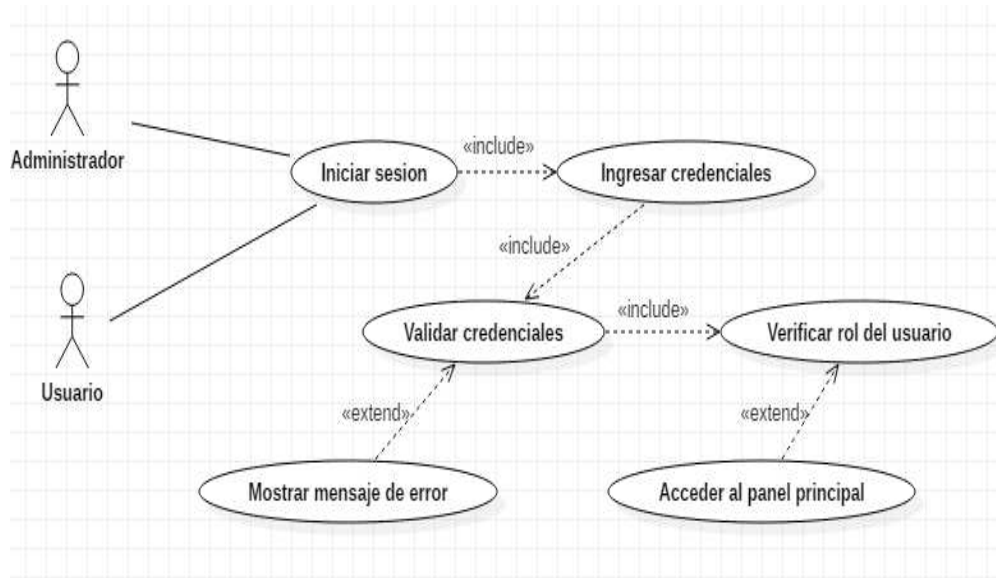 Administrador
«include»
Iniciar sesion
Ingresar credenciales
«include»
«include»
Validar credenciales
Verificar rol del usuario
Usuario
«extend»
«extend»
Mostrar mensaje de error
Acceder al panel principal